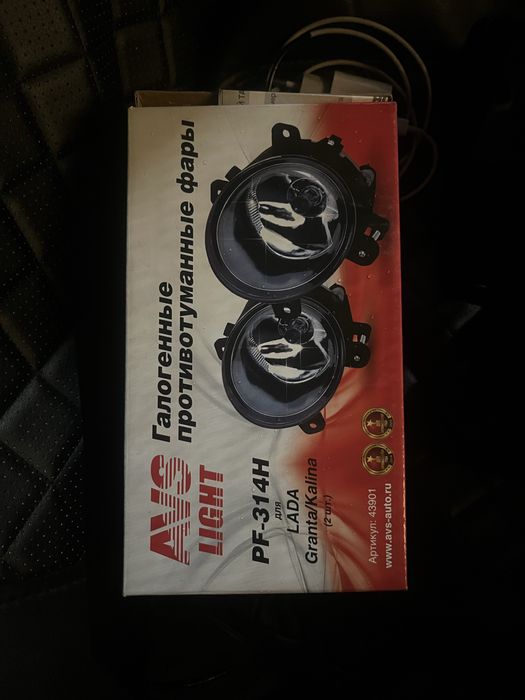 AVS
LIGHT
Галогенные
противотуманные фары
PF-314H
для
LADA
Granta/Kalina
(2 шт.)
Артикул: 43901
www.avs-auto.ru